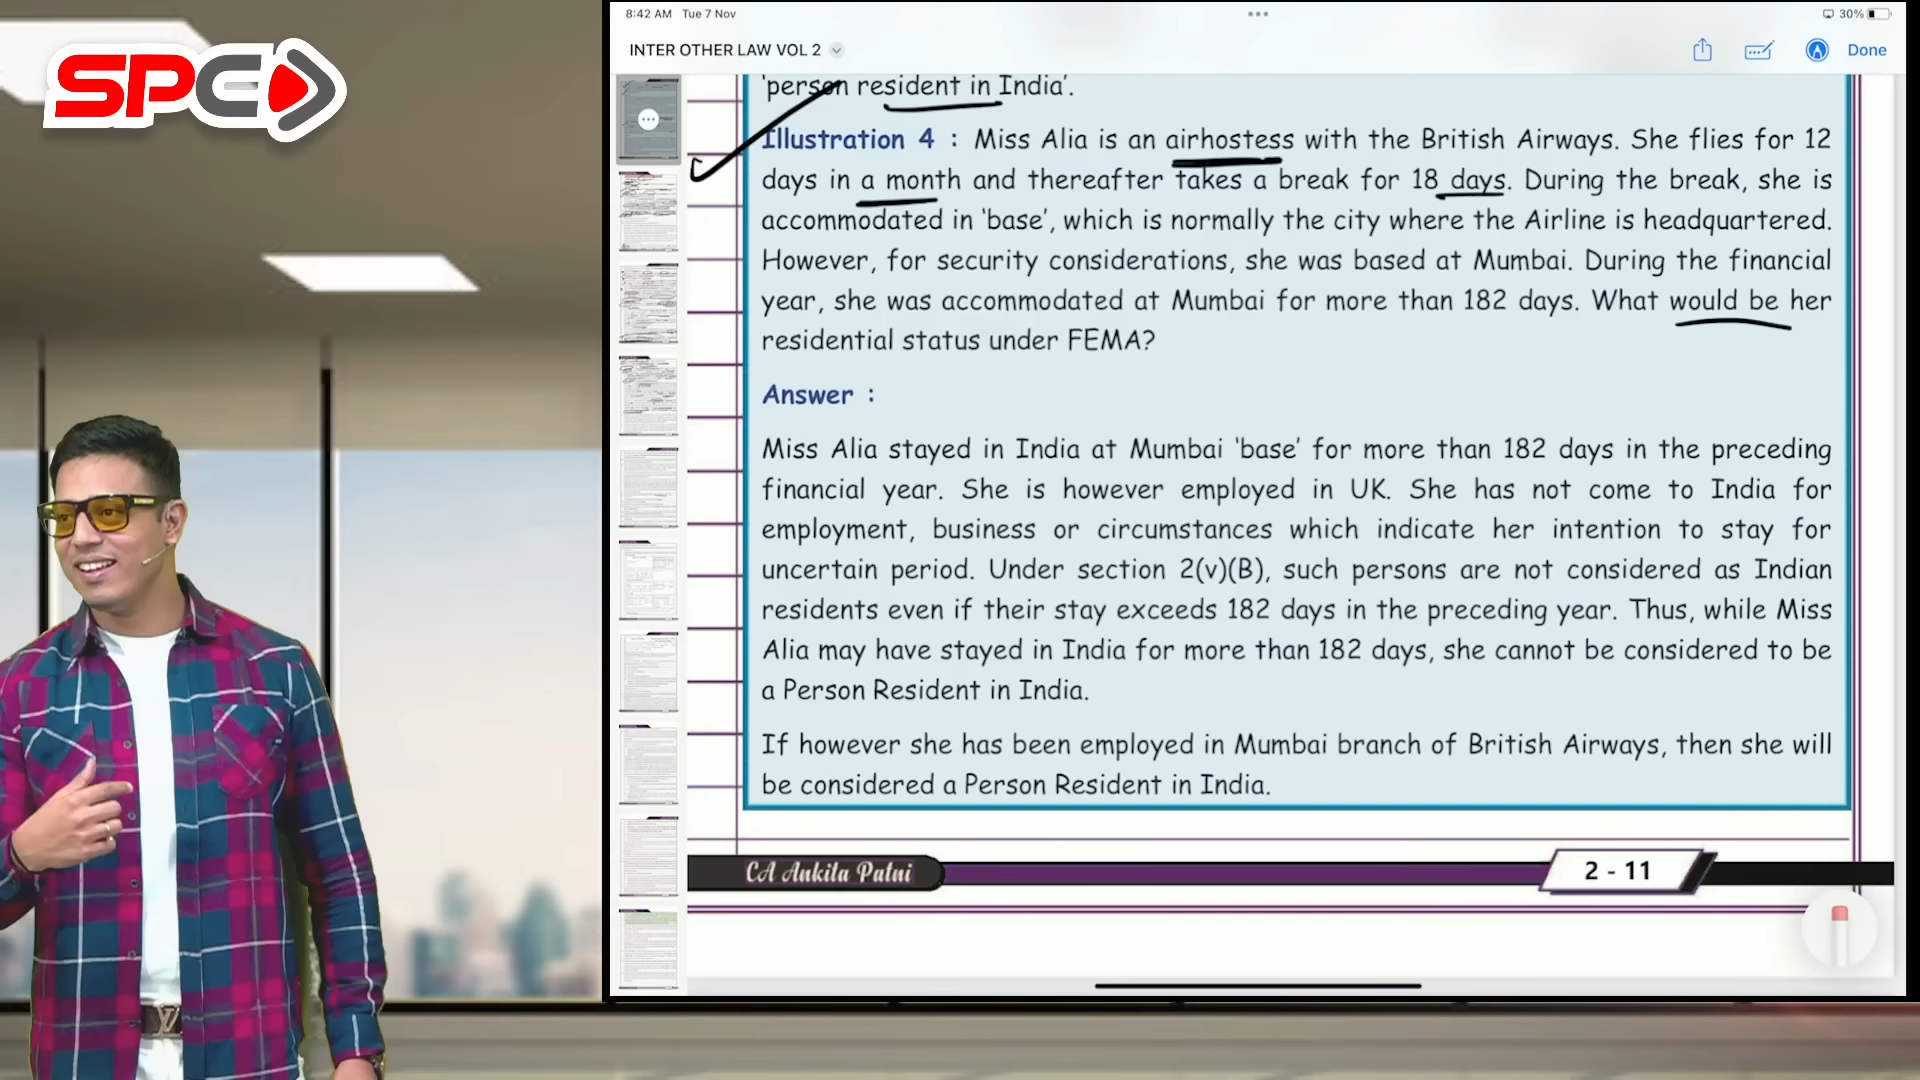 SPC
8:42 AM Tue 7 Nov
30%
INTER OTHER LAW VOL 2
Done
'person resident in India'.
Illustration 4 : Miss Alia is an airhostess with the British Airways. She flies for 12
days in a month and thereafter takes a break for 18 days. During the break, she is
accommodated in 'base', which is normally the city where the Airline is headquartered.
However, for security considerations, she was based at Mumbai. During the financial
year, she was accommodated at Mumbai for more than 182 days. What would be her
residential status under FEMA?
Answer :
Miss Alia stayed in India at Mumbai 'base' for more than 182 days in the preceding
financial year. She is however employed in UK. She has not come to India for
employment, business or circumstances which indicate her intention to stay for
uncertain period. Under section 2(v)(B), such persons are not considered as Indian
residents even if their stay exceeds 182 days in the preceding year. Thus, while Miss
Alia may have stayed in India for more than 182 days, she cannot be considered to be
a Person Resident in India.
If however she has been employed in Mumbai branch of British Airways, then she will
be considered a Person Resident in India.
CA Ankita Patni
2 - 11